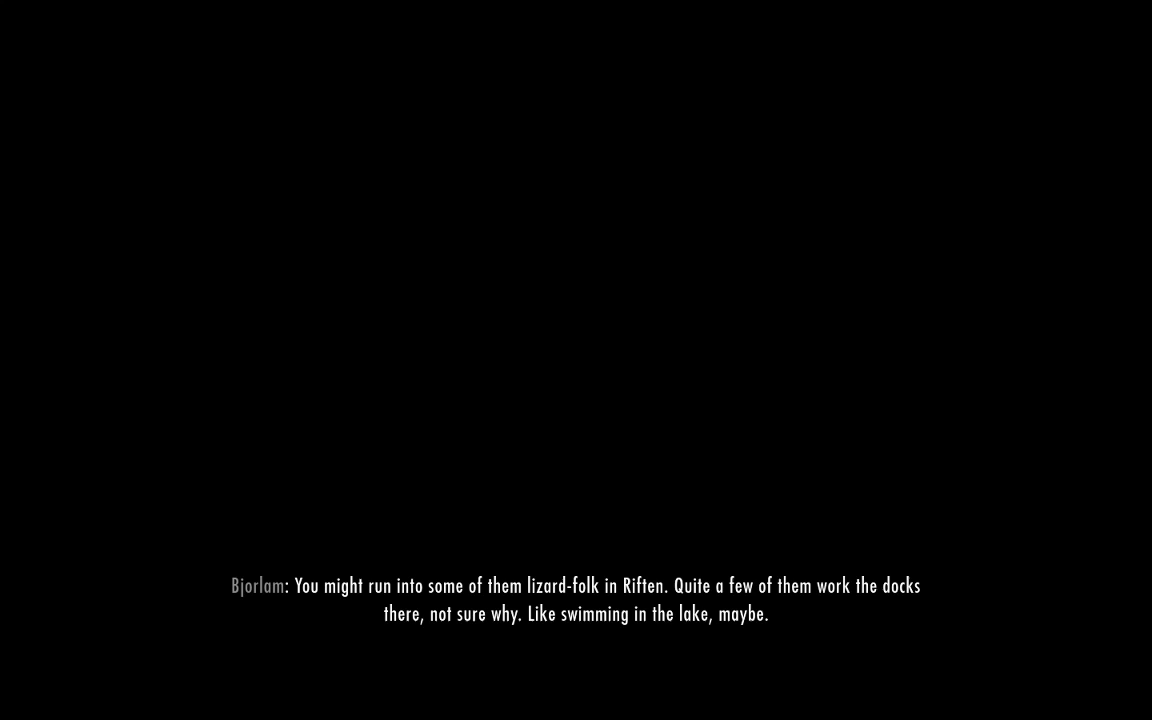 Bjorlam: You might run into some of them lizard-folk in Riften. Quite a few of them work the docks
there, not sure why. Like swimming in the lake, maybe.